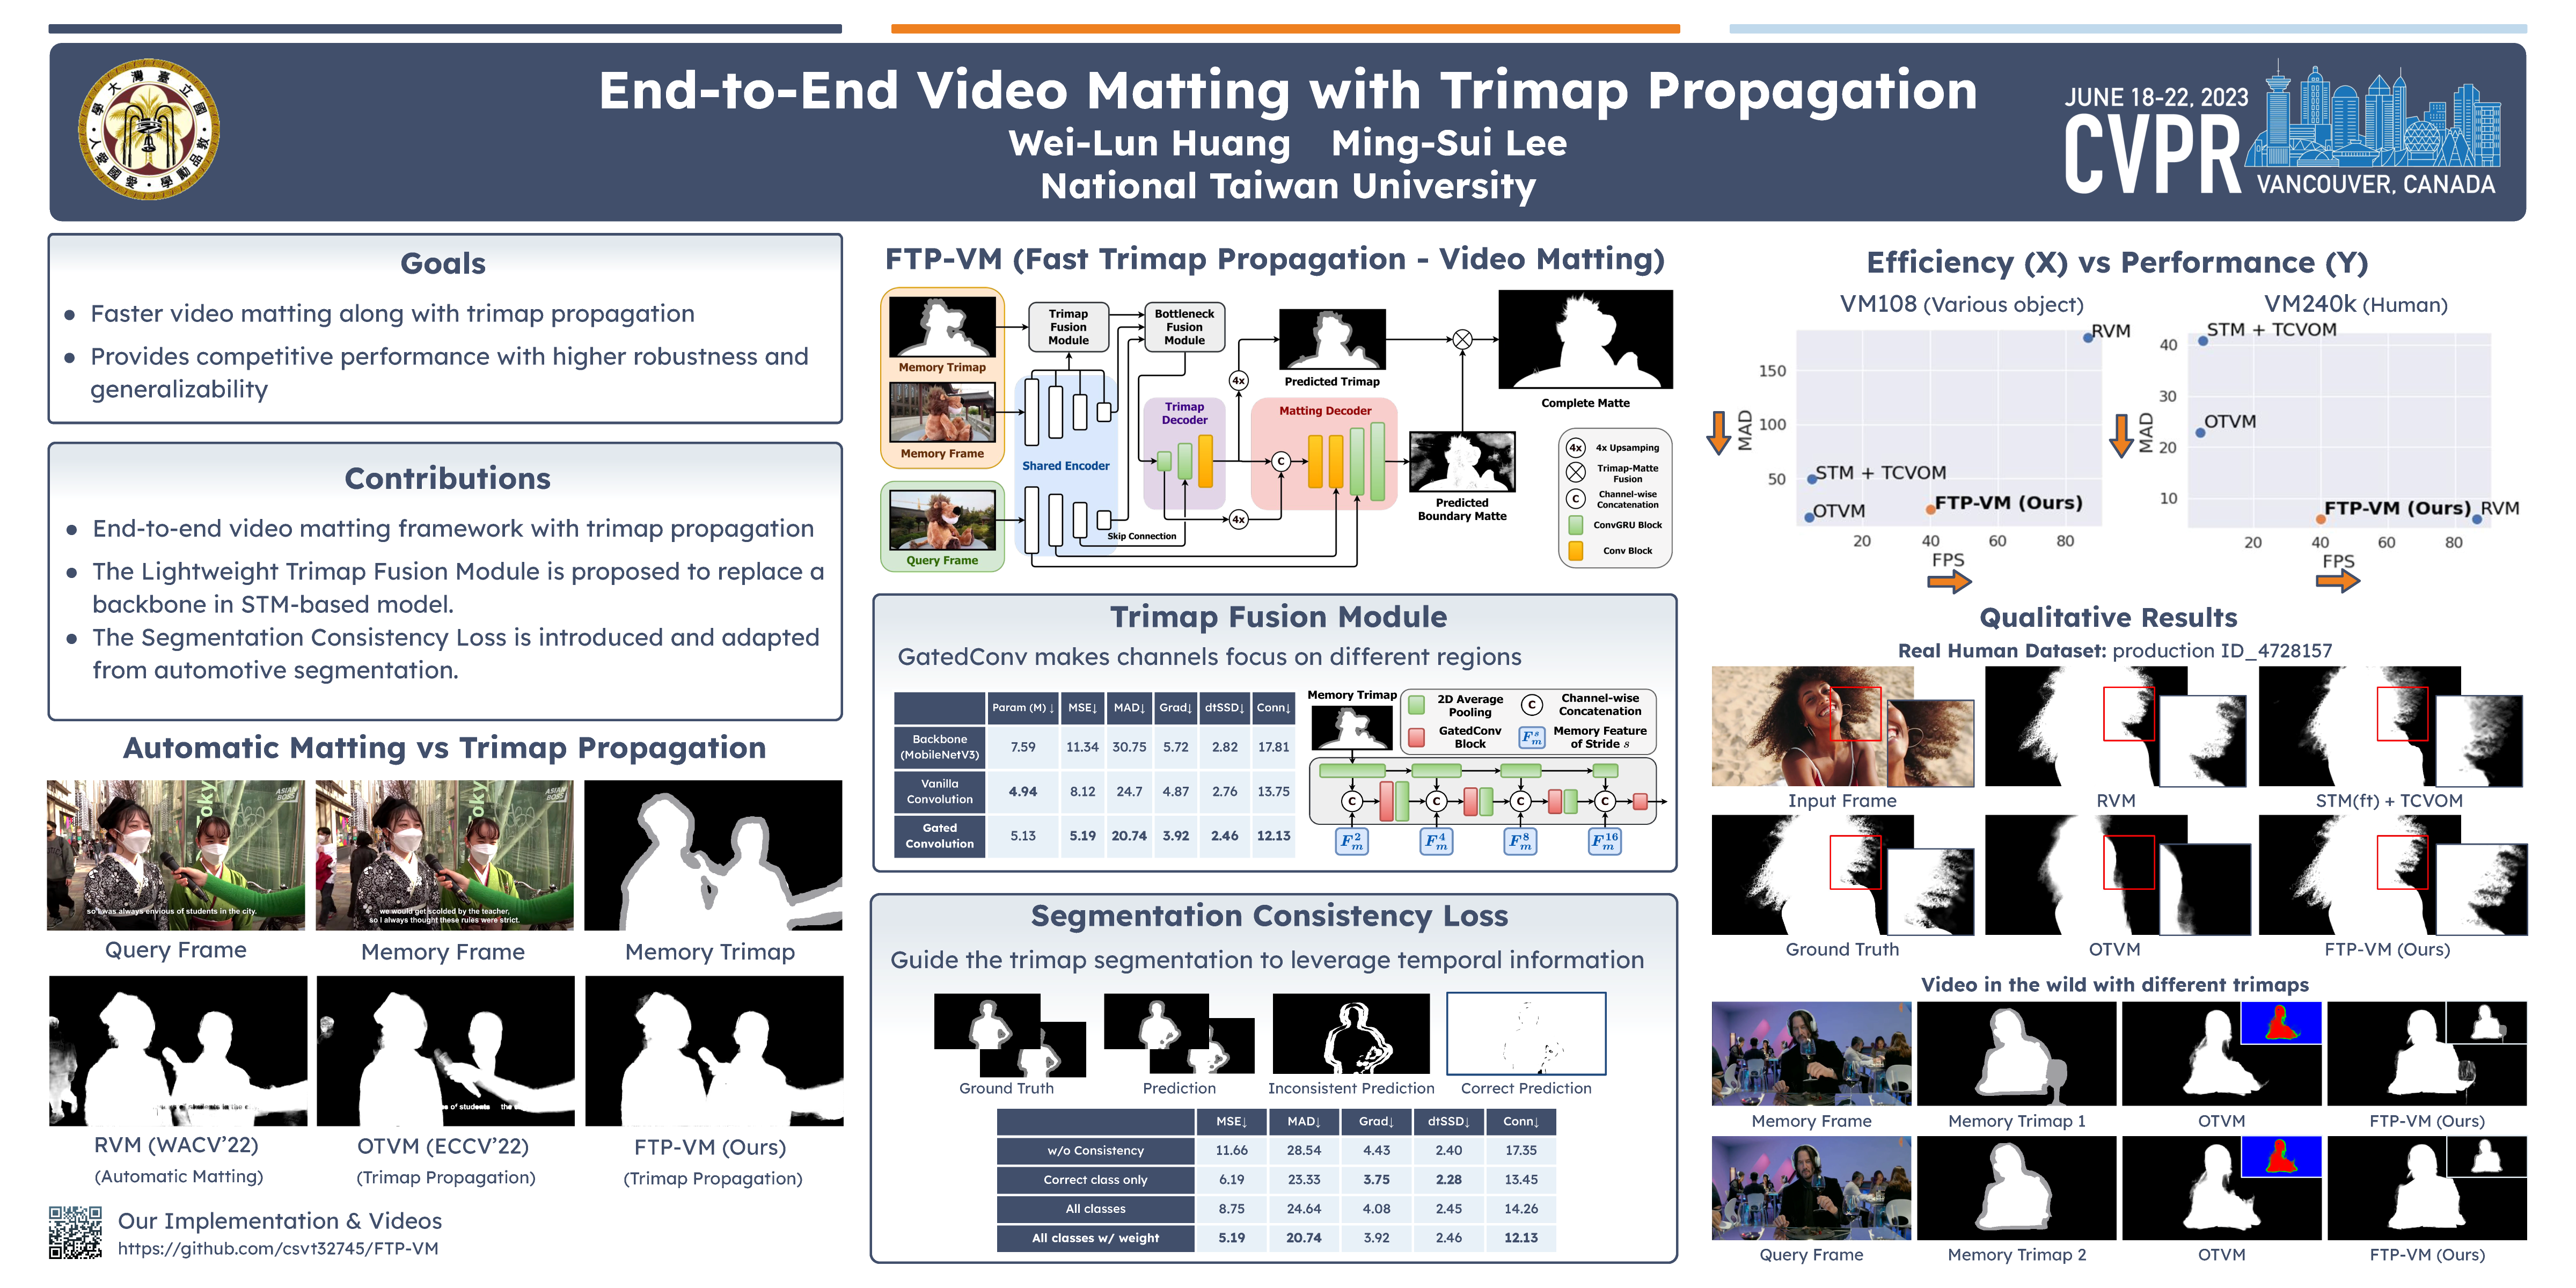 End-to-End Video Matting with Trimap Propagation
Wei-Lun Huang Ming-Sui Lee
National Taiwan University
JUNE 18-22, 2023
CVPR
VANCOUVER, CANADA
Goals
● Faster video matting along with trimap propagation
● Provides competitive performance with higher robustness and
generalizability
Contributions
● End-to-end video matting framework with trimap propagation
● The Lightweight Trimap Fusion Module is proposed to replace a
backbone in STM-based model.
● The Segmentation Consistency Loss is introduced and adapted
from automotive segmentation.
Automatic Matting vs Trimap Propagation
so I was always envious of students in the city.
we would get scolded by the teacher,
so I always thought these rules were strict.
ASIAN BOSS
ASIAN BOSS
Query Frame
Memory Frame
Memory Trimap
RVM (WACV'22)
(Automatic Matting)
OTVM (ECCV'22)
(Trimap Propagation)
FTP-VM (Ours)
(Trimap Propagation)
Our Implementation & Videos
https://github.com/csvt32745/FTP-VM
FTP-VM (Fast Trimap Propagation - Video Matting)
Memory Trimap
Memory Frame
Query Frame
Trimap
Fusion
Module
Bottleneck
Fusion
Module
Shared Encoder
Trimap
Decoder
4x
Matting Decoder
C
4x
Skip Connection
Predicted Trimap
Predicted
Boundary Matte
Complete Matte
4x 4x Upsamping
Trimap-Matte
Fusion
C Channel-wise
Concatenation
ConvGRU Block
Conv Block
Trimap Fusion Module
GatedConv makes channels focus on different regions
Param (M) ↓ MSE↓ MAD↓ Grad↓ dtSSD↓ Conn↓
Backbone
(MobileNetV3) 7.59 11.34 30.75 5.72 2.82 17.81
Vanilla
Convolution 4.94 8.12 24.7 4.87 2.76 13.75
Gated
Convolution 5.13 5.19 20.74 3.92 2.46 12.13
Memory Trimap
2D Average
Pooling
C Channel-wise
Concatenation
GatedConv
Block
F_m^s Memory Feature
of Stride s
C C C C
F_m^2 F_m^4 F_m^8 F_m^16
Segmentation Consistency Loss
Guide the trimap segmentation to leverage temporal information
Ground Truth
Prediction
Inconsistent Prediction
Correct Prediction
MSE↓ MAD↓ Grad↓ dtSSD↓ Conn↓
w/o Consistency 11.66 28.54 4.43 2.40 17.35
Correct class only 6.19 23.33 3.75 2.28 13.45
All classes 8.75 24.64 4.08 2.45 14.26
All classes w/ weight 5.19 20.74 3.92 2.46 12.13
Efficiency (X) vs Performance (Y)
VM108 (Various object)
RVM
150
100
50
MAD
STM + TCVOM
OTVM
FTP-VM (Ours)
20 40 60 80
FPS
VM240k (Human)
STM + TCVOM
40
30
20
10
MAD
OTVM
FTP-VM (Ours)
RVM
20 40 60 80
FPS
Qualitative Results
Real Human Dataset: production ID_4728157
Input Frame
RVM
STM(ft) + TCVOM
Ground Truth
OTVM
FTP-VM (Ours)
Video in the wild with different trimaps
Memory Frame
Memory Trimap 1
OTVM
FTP-VM (Ours)
Query Frame
Memory Trimap 2
OTVM
FTP-VM (Ours)